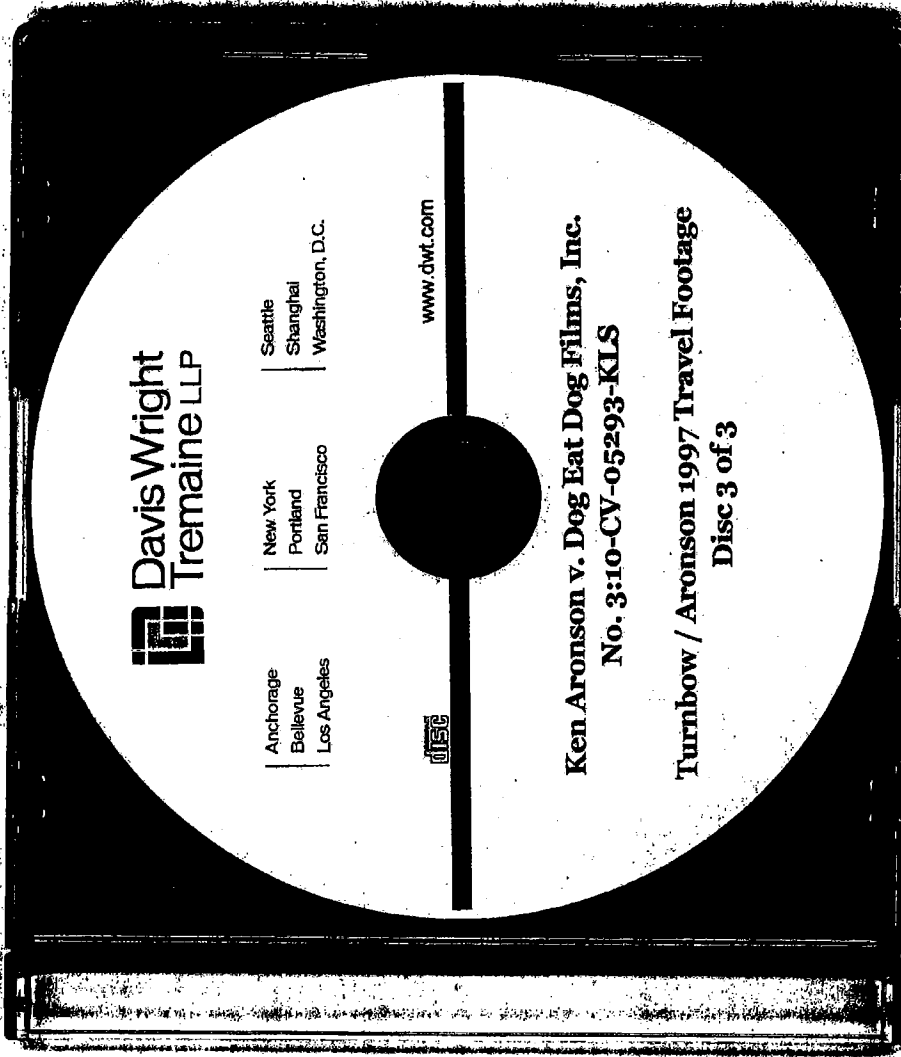 Davis Wright
Tremaine LLP
Anchorage
Bellevue
Los Angeles
New York
Portland
San Francisco
Seattle
Shanghai
Washington, D.C.
disc
www.dwt.com
Ken Aronson v. Dog Eat Dog Films, Inc.
No. 3:10-CV-05293-KLS
Turnbow / Aronson 1997 Travel Footage
Disc 3 of 3